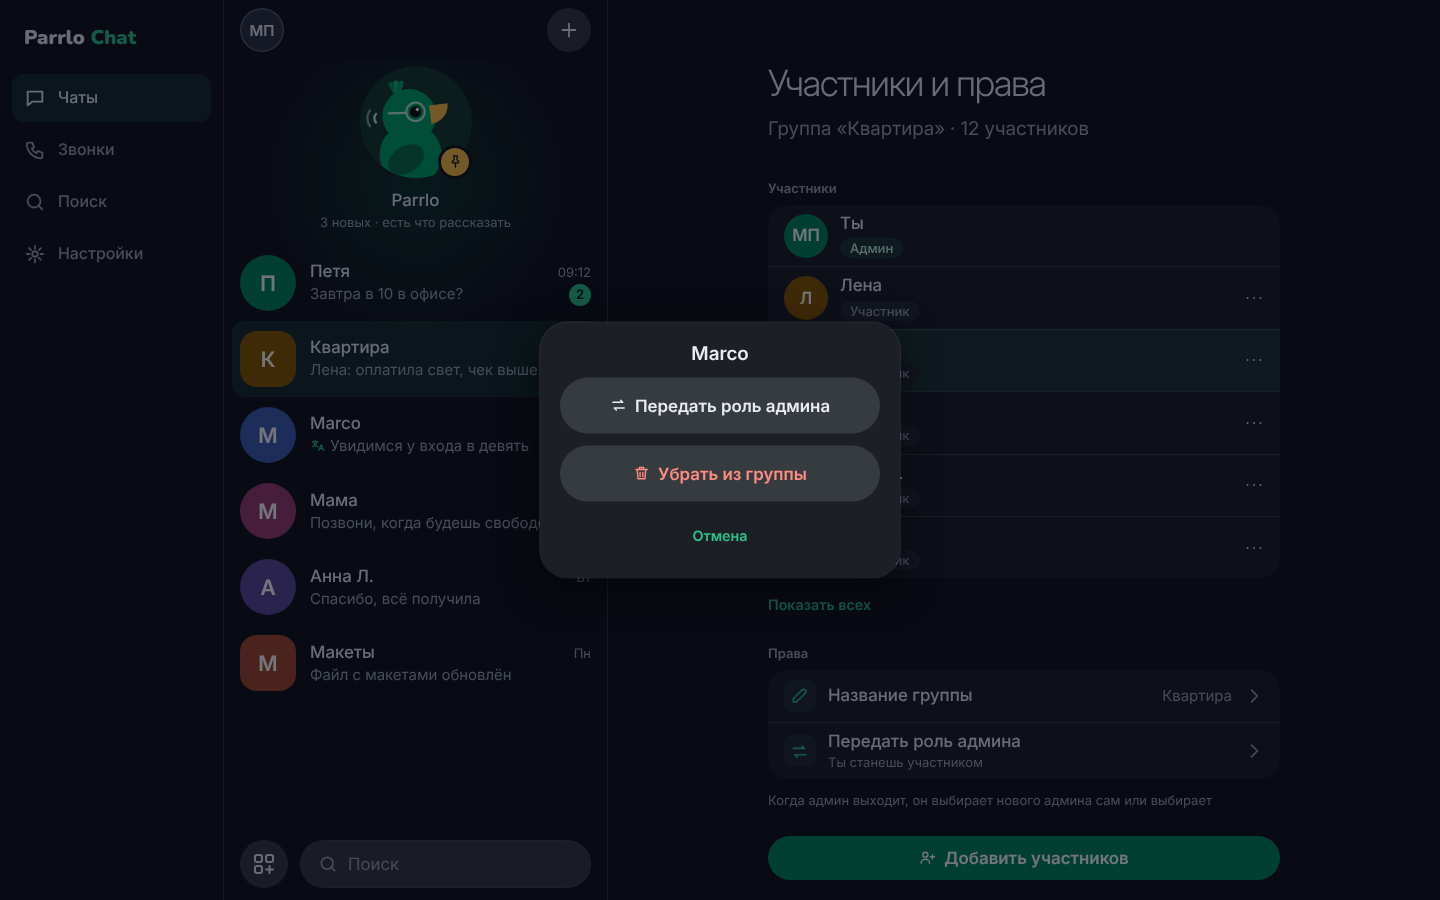 Parrlo Chat
Чаты
Звонки
Поиск
Настройки
МП
Parrlo
3 новых · есть что рассказать
П
Петя
09:12
Завтра в 10 в офисе?
2
К
Квартира
Лена: оплатила свет, чек выше
М
Marco
Увидимся у входа в девять
М
Мама
Позвони, когда будешь свобод
А
Анна Л.
Спасибо, всё получила
М
Макеты
Пн
Файл с макетами обновлён
Поиск
Участники и права
Группа «Квартира» · 12 участников
Участники
МП
Ты
Админ
Л
Лена
Участник
Marco
Передать роль админа
Убрать из группы
Отмена
Показать всех
Права
Название группы
Квартира
Передать роль админа
Ты станешь участником
Когда админ выходит, он выбирает нового админа сам или выбирает
Добавить участников